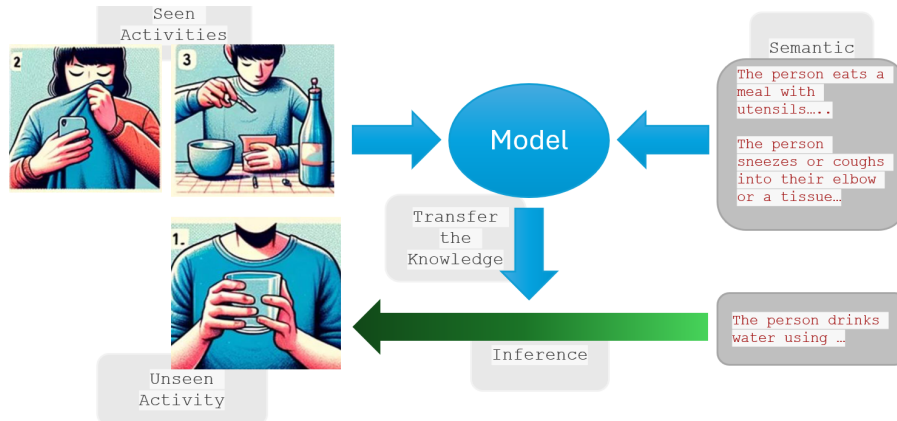 Seen
Activities
2
3
Model
Semantic
The person eats a
meal with
utensils…..
The person
sneezes or coughs
into their elbow
or a tissue…
Transfer
the
Knowledge
1.
The person drinks
water using …
Inference
Unseen
Activity